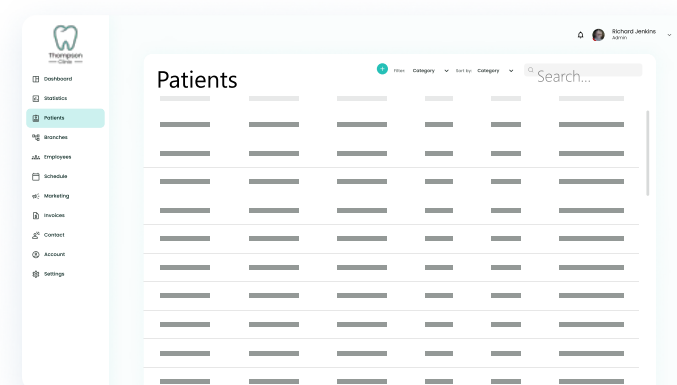 Thompson
Clinic
Dashboard
Statistics
Patients
Branches
Employees
Schedule
Marketing
Invoices
Contact
Account
Settings
Richard Jenkins
Admin
Patients
Filter: Category Sort by: Category Search...